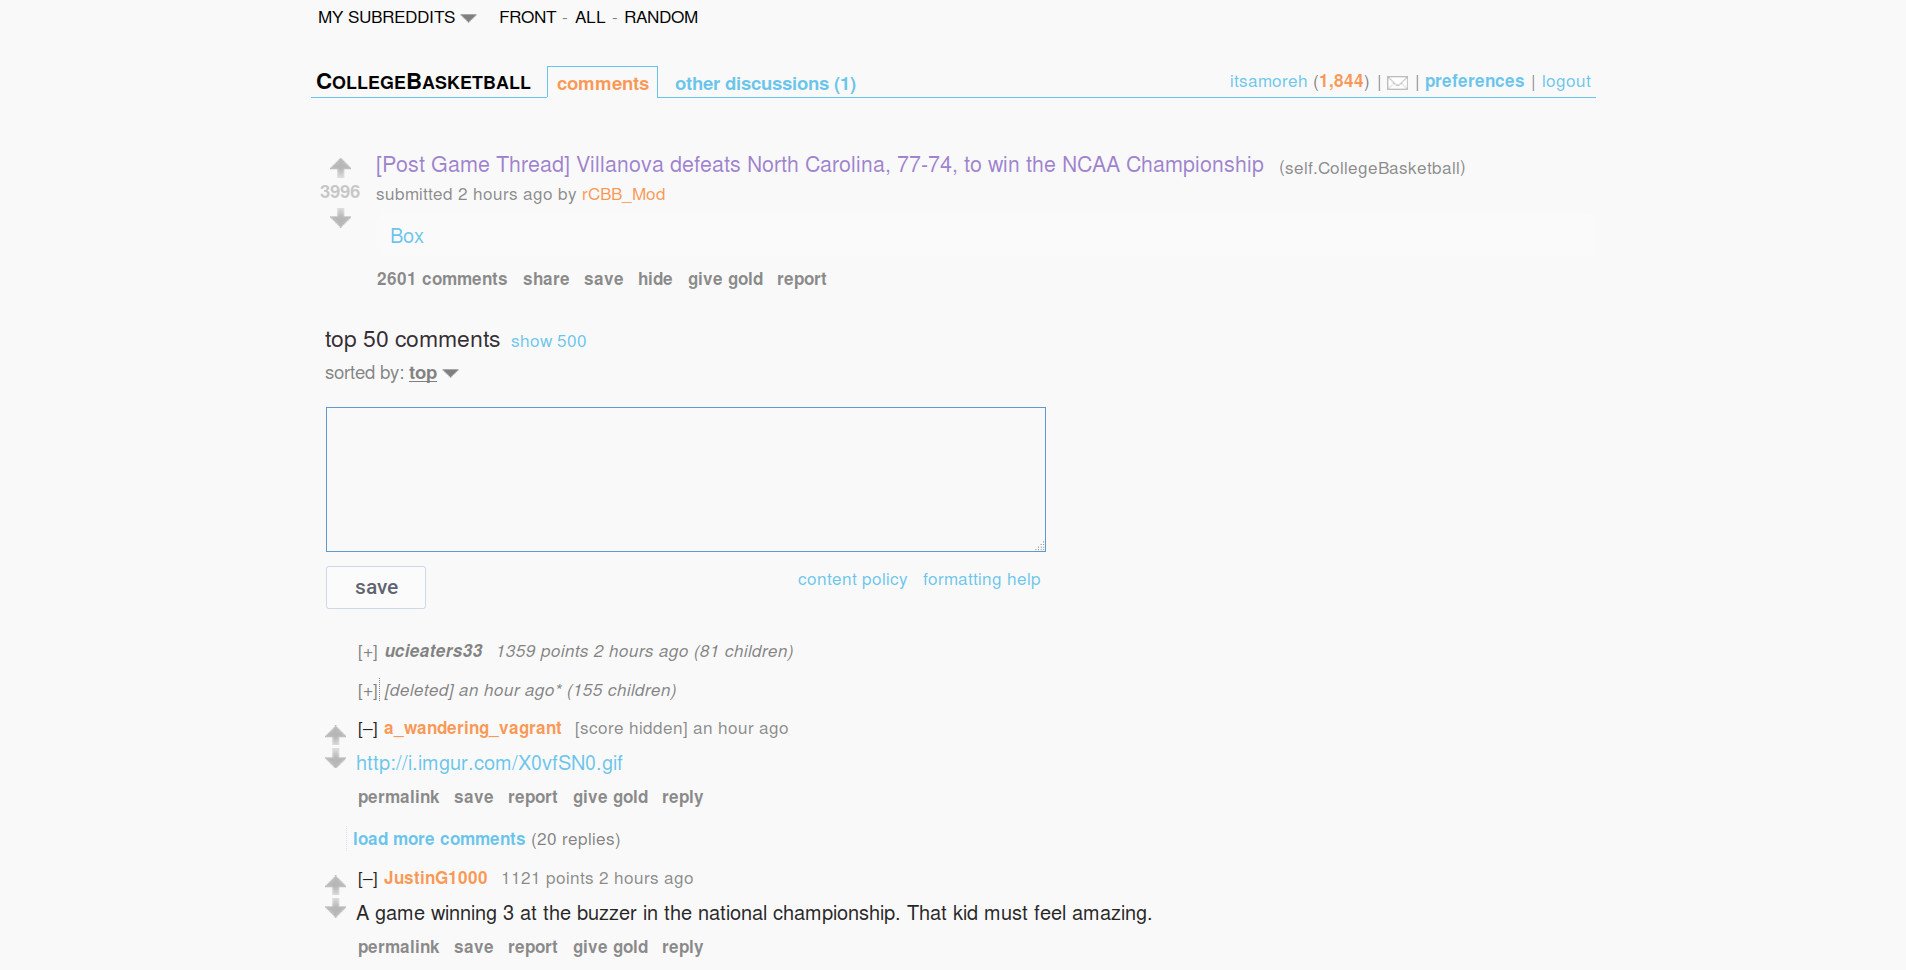 MY SUBREDDITS FRONT - ALL - RANDOM
COLLEGEBASKETBALL comments other discussions (1) itsamoreh (1,844) | | preferences | logout
[Post Game Thread] Villanova defeats North Carolina, 77-74, to win the NCAA Championship (self.CollegeBasketball)
3996
submitted 2 hours ago by rCBB_Mod
Box
2601 comments share save hide give gold report
top 50 comments show 500
sorted by: top
save content policy formatting help
[+] ucieaters33 1359 points 2 hours ago (81 children)
[+] [deleted] an hour ago* (155 children)
[–] a_wandering_vagrant [score hidden] an hour ago
http://i.imgur.com/X0vfSN0.gif
permalink save report give gold reply
load more comments (20 replies)
[–] JustinG1000 1121 points 2 hours ago
A game winning 3 at the buzzer in the national championship. That kid must feel amazing.
permalink save report give gold reply